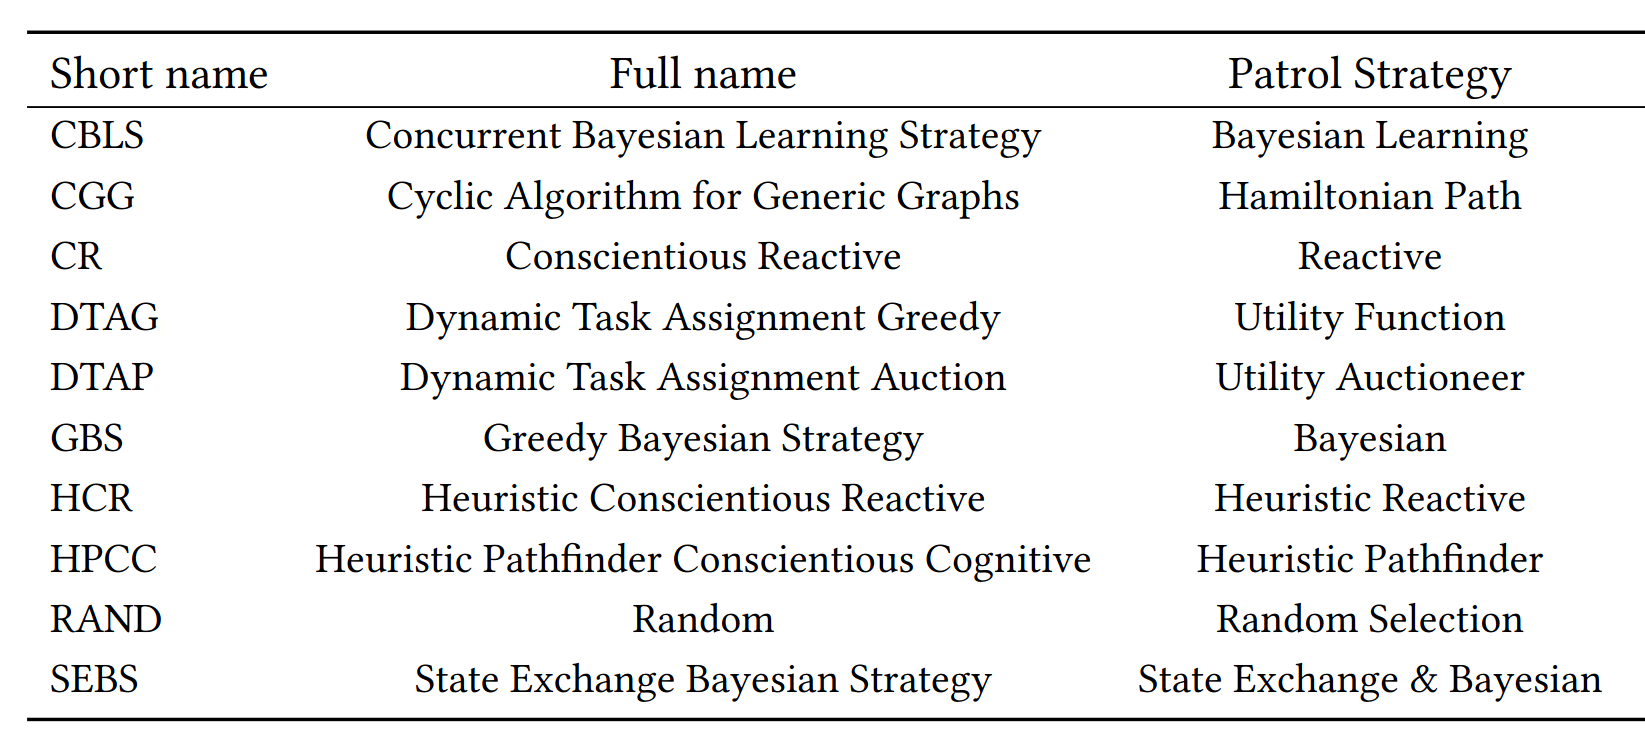 Short name Full name Patrol Strategy
CBLS Concurrent Bayesian Learning Strategy Bayesian Learning
CGG Cyclic Algorithm for Generic Graphs Hamiltonian Path
CR Conscientious Reactive Reactive
DTAG Dynamic Task Assignment Greedy Utility Function
DTAP Dynamic Task Assignment Auction Utility Auctioneer
GBS Greedy Bayesian Strategy Bayesian
HCR Heuristic Conscientious Reactive Heuristic Reactive
HPCC Heuristic Pathfinder Conscientious Cognitive Heuristic Pathfinder
RAND Random Random Selection
SEBS State Exchange Bayesian Strategy State Exchange & Bayesian